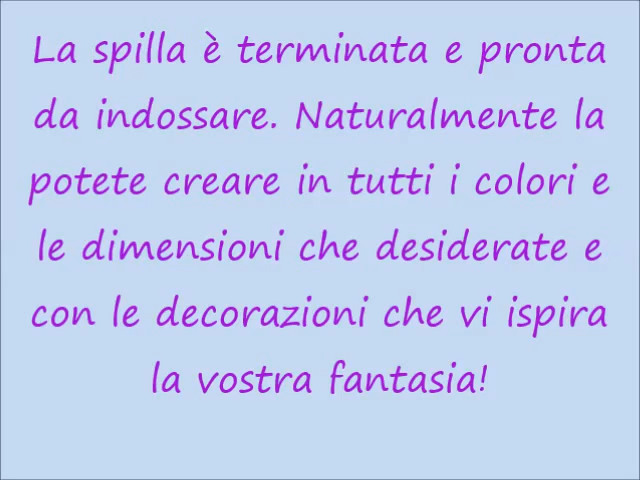 La spilla è terminata e pronta
da indossare. Naturalmente la
potete creare in tutti i colori e
le dimensioni che desiderate e
con le decorazioni che vi ispira
la vostra fantasia!